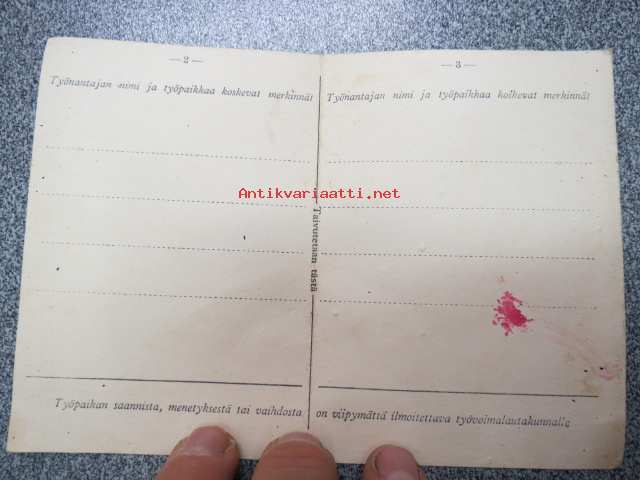 — 2 —
Työnantajan nimi ja työpaikkaa koskevat merkinnät
— 3 —
Työnantajan nimi ja työpaikkaa koskevat merkinnät
Antikvariaatti.net
Taivutetaan tästä
Työpaikan saannista, menetyksestä tai vaihdosta on viipymättä ilmoitettava työvoimalautakunnalle